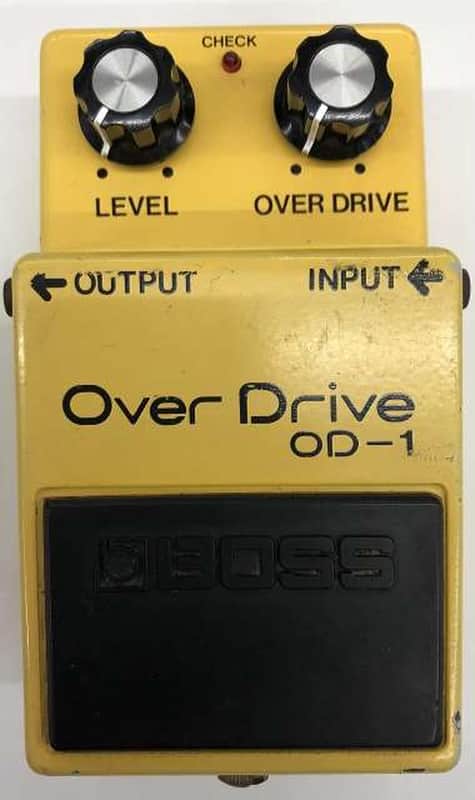 CHECK
LEVEL OVER DRIVE
OUTPUT INPUT
Over Drive
OD-1
BOSS